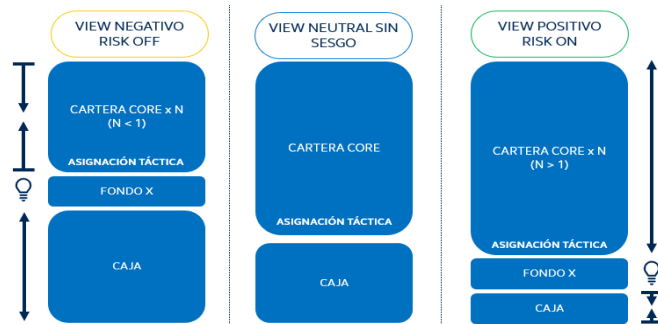 VIEW NEGATIVO
RISK OFF
CARTERA CORE x N
(N < 1)
ASIGNACIÓN TÁCTICA
FONDO X
CAJA
VIEW NEUTRAL SIN
SESGO
CARTERA CORE
ASIGNACIÓN TÁCTICA
CAJA
VIEW POSITIVO
RISK ON
CARTERA CORE x N
(N > 1)
ASIGNACIÓN TÁCTICA
FONDO X
CAJA